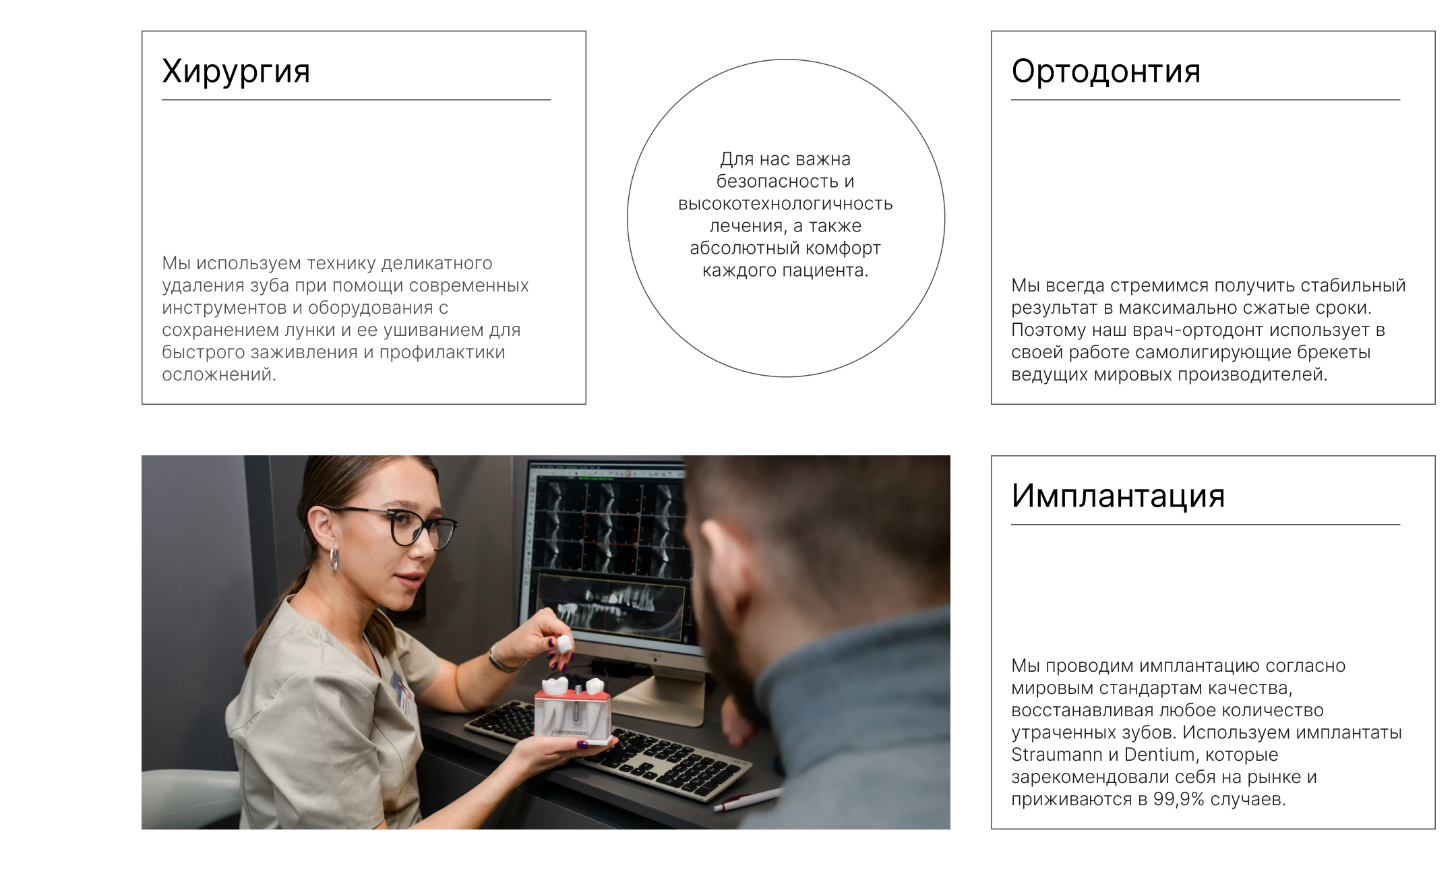 Хирургия
Мы используем технику деликатного
удаления зуба при помощи современных
инструментов и оборудования с
сохранением лунки и ее ушиванием для
быстрого заживления и профилактики
осложнений.
Для нас важна
безопасность и
высокотехнологичность
лечения, а также
абсолютный комфорт
каждого пациента.
Ортодонтия
Мы всегда стремимся получить стабильный
результат в максимально сжатые сроки.
Поэтому наш врач-ортодонт использует в
своей работе самолигирующие брекеты
ведущих мировых производителей.
Имплантация
Мы проводим имплантацию согласно
мировым стандартам качества,
восстанавливая любое количество
утраченных зубов. Используем имплантаты
Straumann и Dentium, которые
зарекомендовали себя на рынке и
приживаются в 99,9% случаев.